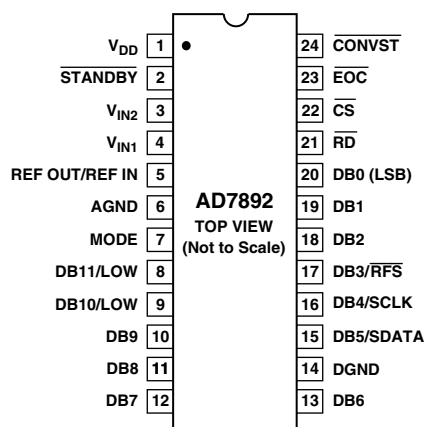 V_DD 1
STANDBY 2
V_IN2 3
V_IN1 4
REF OUT/REF IN 5
AGND 6
MODE 7
DB11/LOW 8
DB10/LOW 9
DB9 10
DB8 11
DB7 12
AD7892
TOP VIEW
(Not to Scale)
24 CONVST
23 EOC
22 CS
21 RD
20 DB0 (LSB)
19 DB1
18 DB2
17 DB3/RFS
16 DB4/SCLK
15 DB5/SDATA
14 DGND
13 DB6